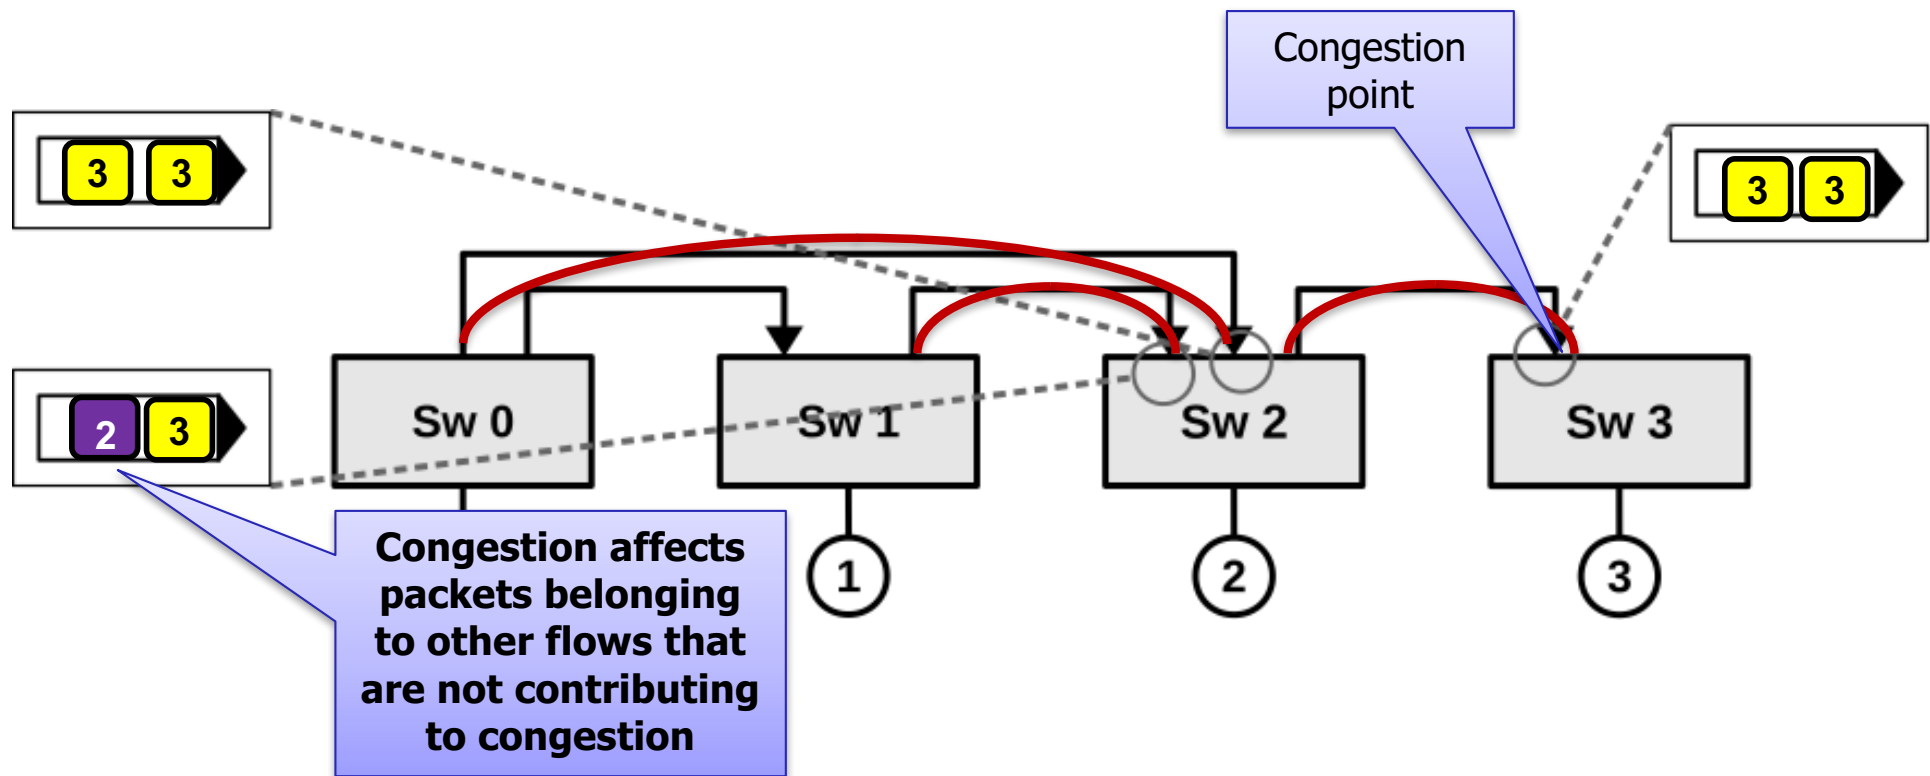 Congestion
point
3 3
3 3
2 3
Sw 0
Sw 1
Sw 2
Sw 3
Congestion affects
packets belonging
to other flows that
are not contributing
to congestion
1
2
3